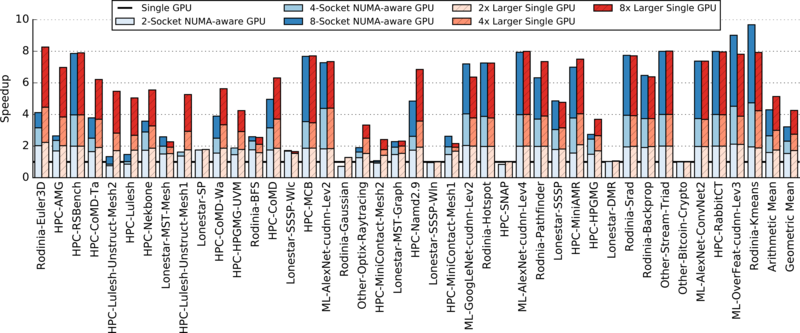 Single GPU
2-Socket NUMA-aware GPU
4-Socket NUMA-aware GPU
8-Socket NUMA-aware GPU
2x Larger Single GPU
4x Larger Single GPU
8x Larger Single GPU
Speedup
10
8
6
4
2
0
Rodinia-Euler3D
HPC-AMG
HPC-RSBench
HPC-CoMD-Ta
HPC-Lulesh-Unstruct-Mesh2
HPC-Lulesh
HPC-Nekbone
Lonestar-MST-Mesh
HPC-Lulesh-Unstruct-Mesh1
Lonestar-SP
HPC-CoMD-Wa
HPC-HPGMG-UVM
Rodinia-BFS
HPC-CoMD
Lonestar-SSSP-Wlc
HPC-MCB
ML-AlexNet-cudnn-Lev2
Rodinia-Gaussian
Other-Optix-Raytracing
HPC-MiniContact-Mesh2
Lonestar-MST-Graph
HPC-Namd2.9
Lonestar-SSSP-Wln
HPC-MiniContact-Mesh1
ML-GoogLeNet-cudnn-Lev2
Rodinia-Hotspot
HPC-SNAP
ML-AlexNet-cudnn-Lev4
Rodnia-Pathfinder
Lonestar-SSSP
HPC-MiniAMR
HPC-HPGMG
Lonestar-DMR
Rodinia-Srad
Rodinia-Backprop
Other-Stream-Triad
Other-Bitcoin-Crypto
ML-AlexNet-ConvNet2
HPC-RabbitCT
ML-OverFeat-cudnn-Lev3
Rodinia-Kmeans
Arithmetic Mean
Geometric Mean